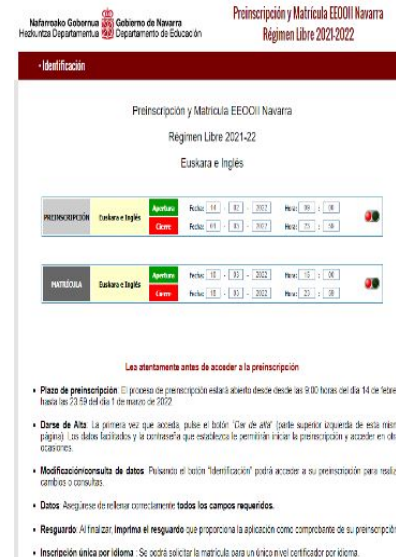 Nafarroako Gobernua Gobierno de Navarra
Hezkuntza Departamentua Departamento de Educación
Preinscripción y Matrícula EEOOII Navarra
Régimen Libre 2021-2022
• Identificación
Preinscripción y Matrícula EEOOII Navarra
Régimen Libre 2021-22
Euskara e Inglés
PREINSCRIPCIÓN Euskara e Inglés
Apertura Fecha: 14 - 02 - 2022 Hora: 09 : 00
Cierre Fecha: 01 - 03 - 2022 Hora: 23 : 59
MATRÍCULA Euskara e Inglés
Apertura Fecha: - 03 - 2022 Hora: : 00
Cierre Fecha: - 03 - 2022 Hora: 23 : 59
Lea atentamente antes de acceder a la preinscripción
• Plazo de preinscripción. El proceso de preinscripción estará abierto desde desde las 9:00 horas del día 14 de febre
hasta las 23:59 del día 1 de marzo de 2022
• Darse de Alta. La primera vez que acceda, pulse el botón "Dar de alta" (parte superior izquierda de esta mism
página). Los datos facilitados y la contraseña que establezca le permitirán iniciar la preinscripción y acceder en otr
ocasiones.
• Modificación/consulta de datos. Pulsando el botón "Identificación" podrá acceder a su preinscripción para realiz
cambios o consultas.
• Datos. Asegúrese de rellenar correctamente todos los campos requeridos.
• Resguardo. Al finalizar, imprima el resguardo que proporciona la aplicación como comprobante de su preinscripción
• Inscripción única por idioma : Se podrá solicitar la matrícula para un único nivel certificador por idioma.